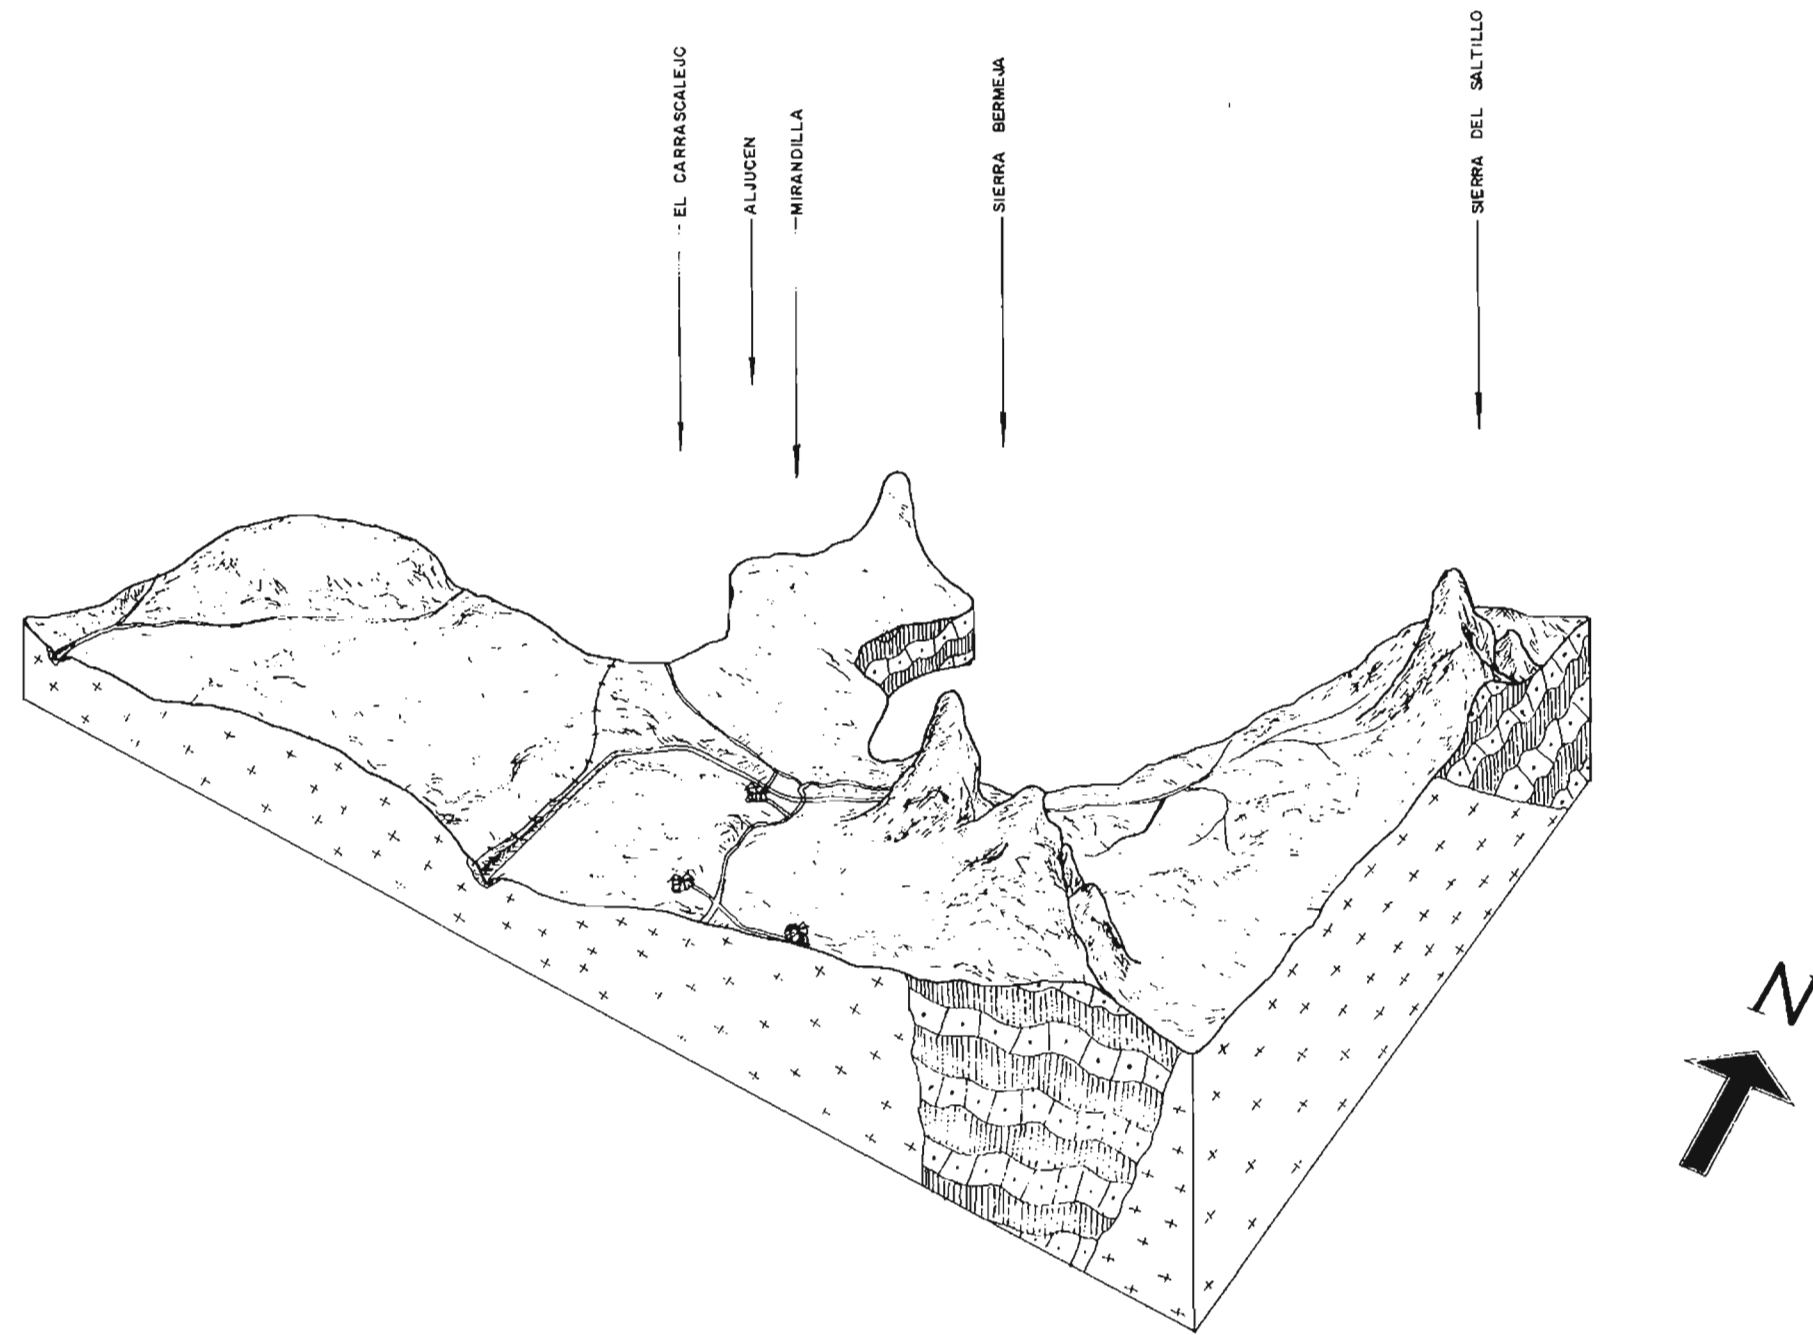 EL CARRASCALEJC
ALJUCEN
MIRANDILLA
SIERRA BERMEJA
SIERRA DEL SALTILLO
N